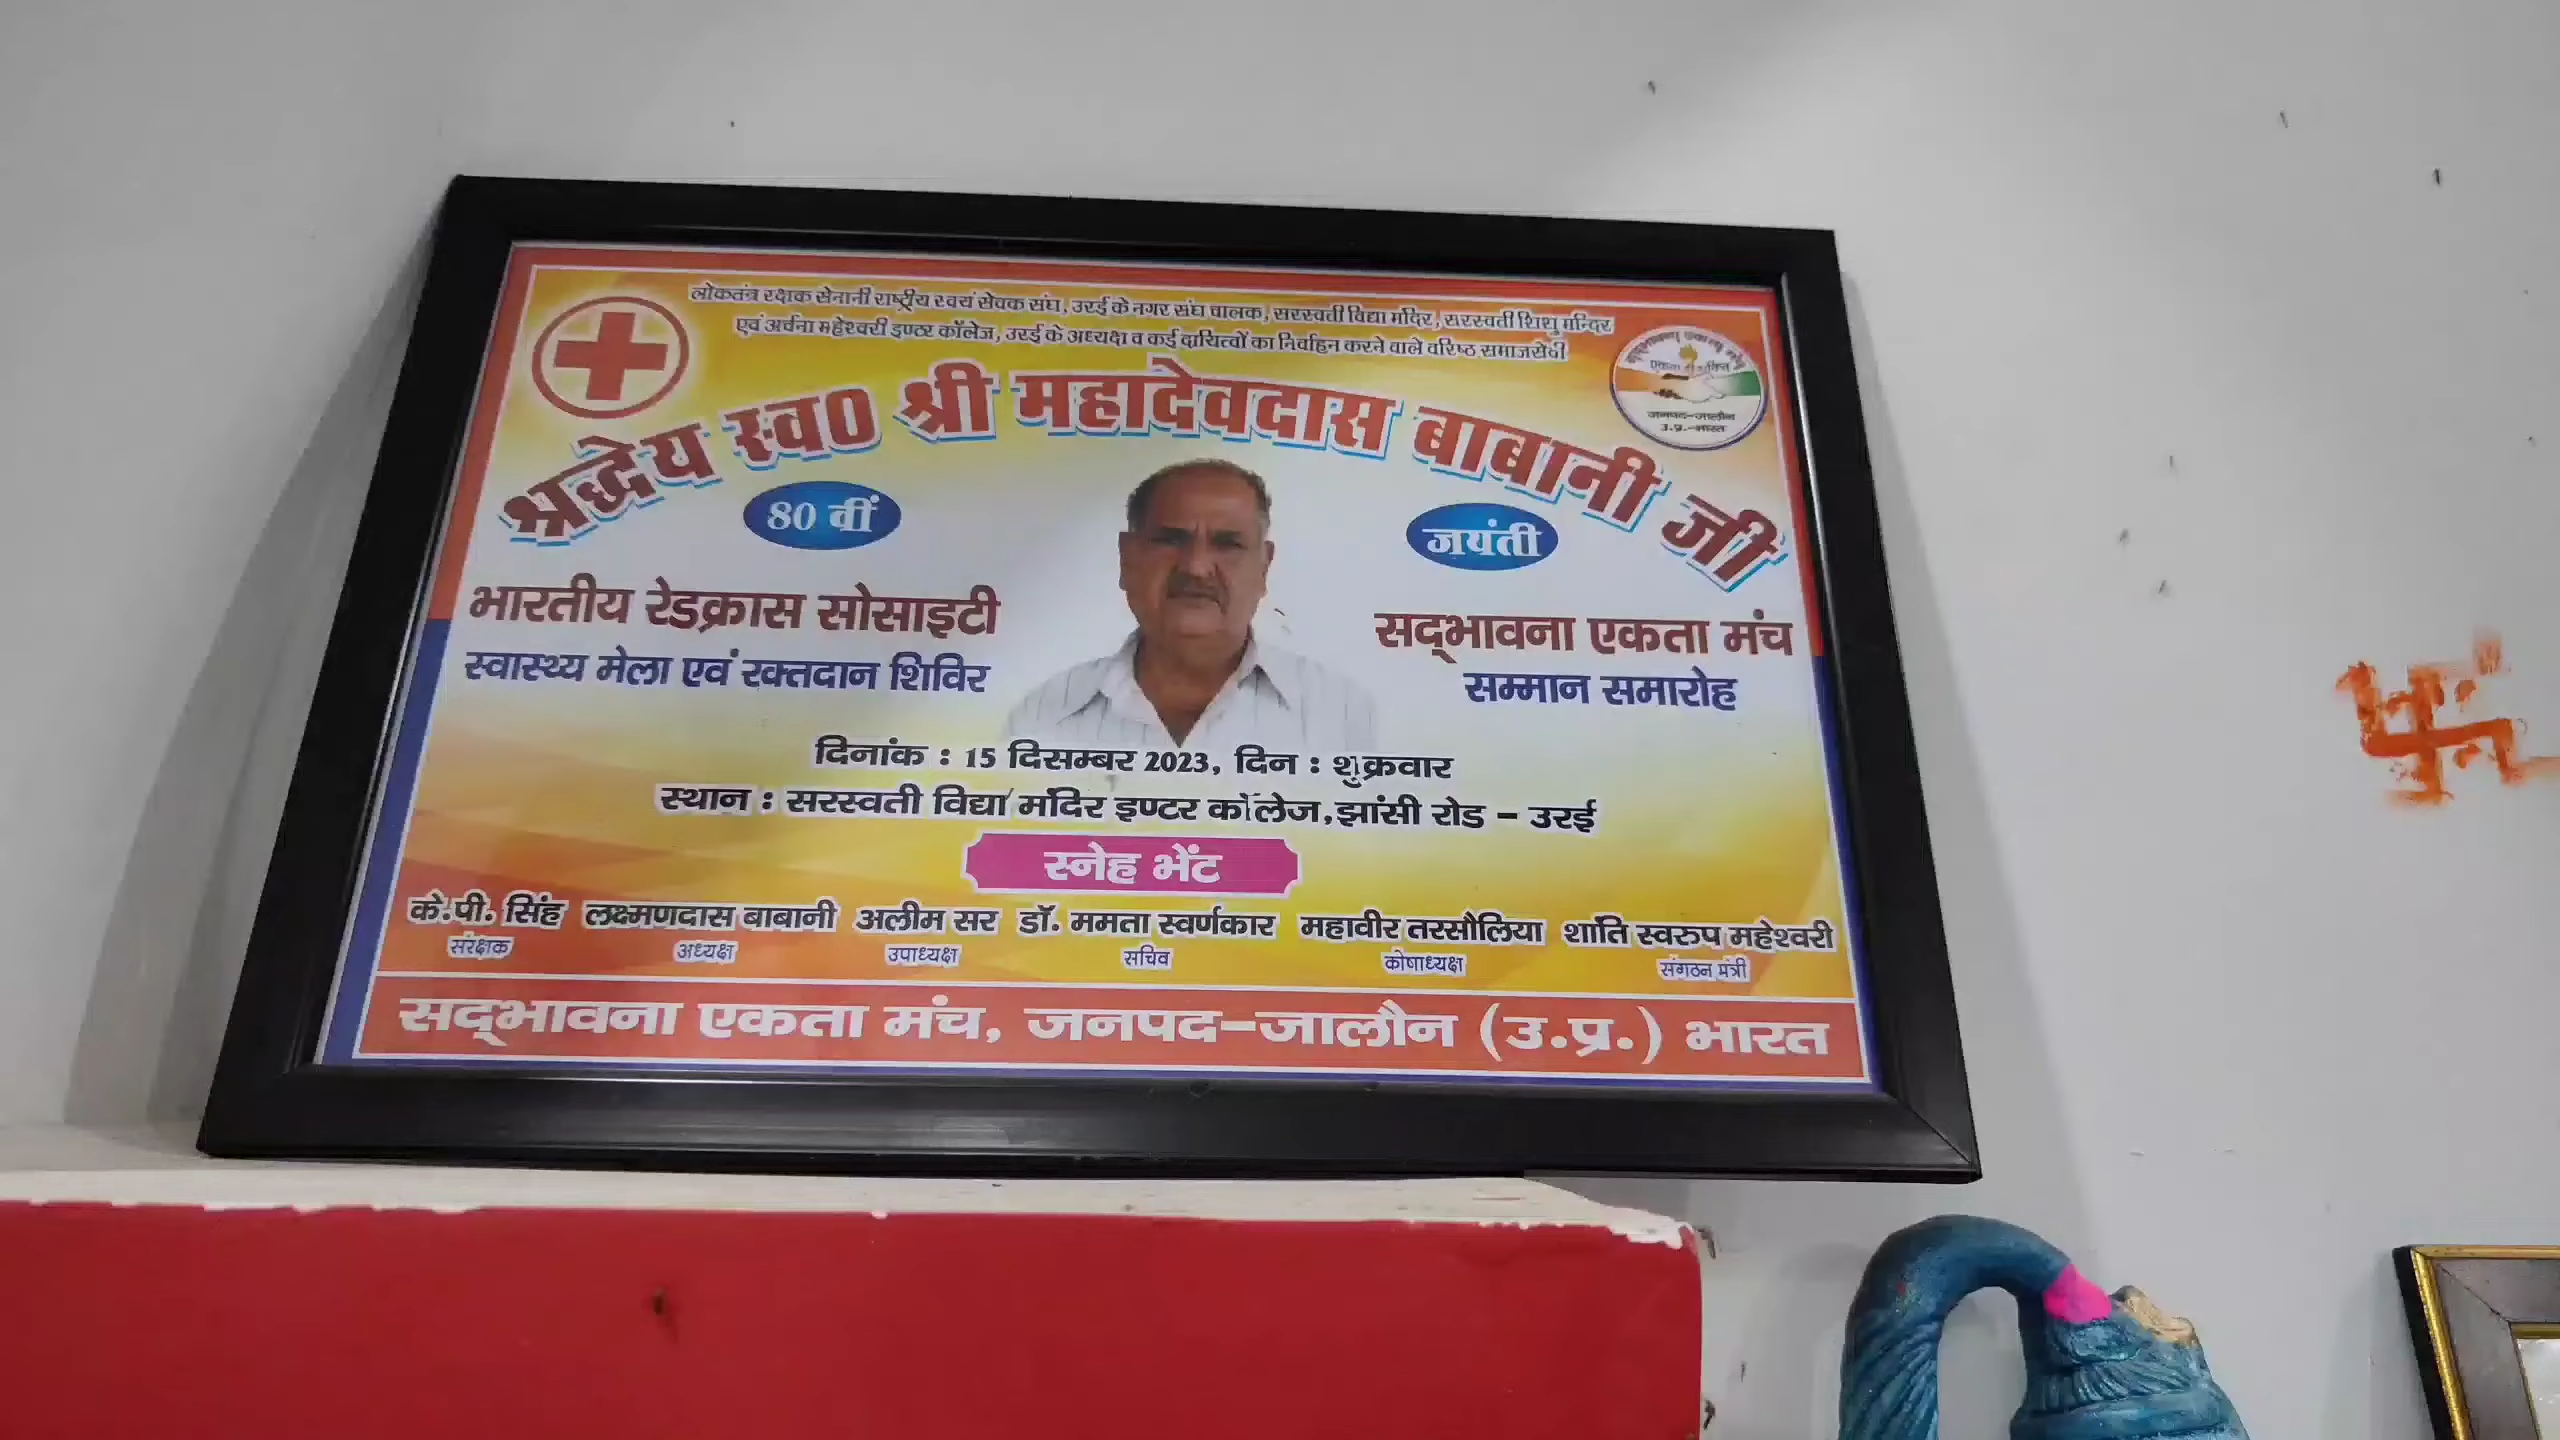 लोकतंत्र रक्षक सेनानी राष्ट्रीय स्वयं सेवक संघ, उरई के नगर संघ चालक, सरस्वती विद्या मंदिर, सरस्वती शिशु मन्दिर
एवं अर्चना महेश्वरी इण्टर कॉलेज, उरई के अध्यक्ष व कई दायित्वों का निर्वाहन करने वाले वरिष्ठ समाजसेवी
श्रद्धेय स्व0 श्री महादेवदास बाबानी जी
जनपद-जालौन
उ.प्र.-भारत
80 वीं
जयंती
भारतीय रेडक्रास सोसाइटी
स्वास्थ्य मेला एवं रक्तदान शिविर
सद्भावना एकता मंच
सम्मान समारोह
दिनांक : 15 दिसम्बर 2023, दिन : शुक्रवार
स्थान : सरस्वती विद्या मंदिर इण्टर कॉलेज,झांसी रोड - उरई
स्नेह भेंट
के.पी. सिंह लक्ष्मणदास बाबानी अलीम सर डॉ. ममता स्वर्णकार महावीर तरसौलिया शांति स्वरुप महेश्वरी
संरक्षक अध्यक्ष उपाध्यक्ष सचिव कोषाध्यक्ष संगठन मंत्री
सद्भावना एकता मंच, जनपद-जालौन (उ.प्र.) भारत